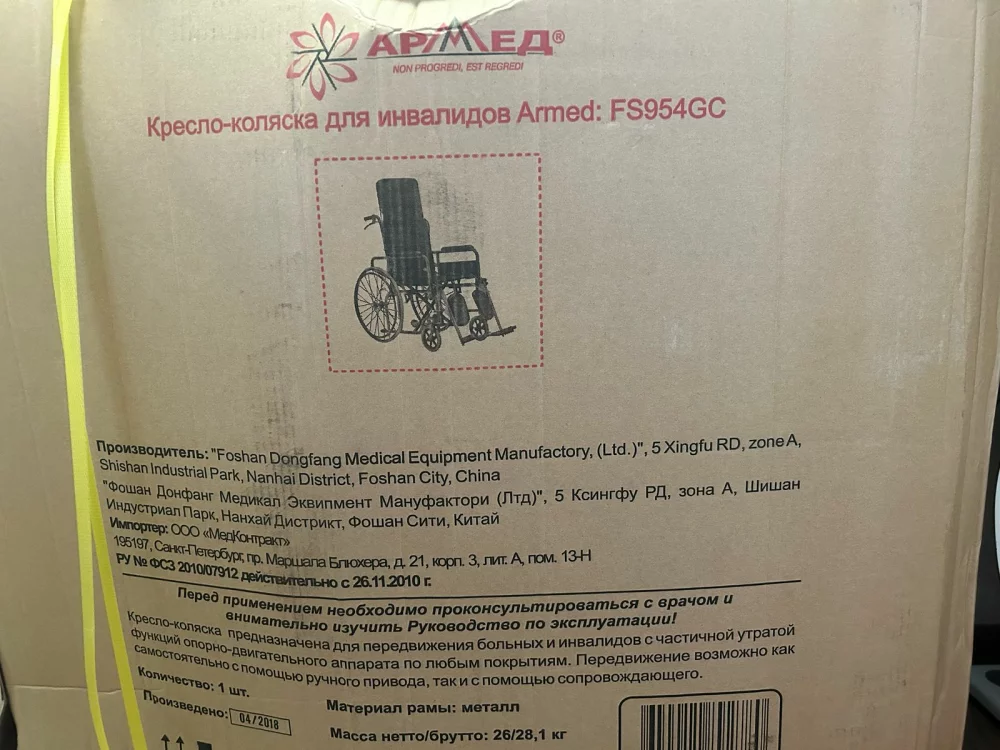 АРМЕД®
NON PROGREDI, EST REGREDI
Кресло-коляска для инвалидов Armed: FS954GC
Производитель: "Foshan Dongfang Medical Equipment Manufactory, (Ltd.)", 5 Xingfu RD, zone A,
Shishan Industrial Park, Nanhai District, Foshan City, China
"Фошан Донфанг Медикал Эквипмент Мануфактори (Лтд)", 5 Ксингфу РД, зона А, Шишан
Индустриал Парк, Нанхай Дистрикт, Фошан Сити, Китай
Импортер: ООО «МедКонтракт»
195197, Санкт-Петербург, пр. Маршала Блюхера, д. 21, корп. 3, лит. А, пом. 13-Н
РУ № ФСЗ 2010/07912 действительно с 26.11.2010 г.
Перед применением необходимо проконсультироваться с врачом и
внимательно изучить Руководство по эксплуатации!
Кресло-коляска предназначена для передвижения больных и инвалидов с частичной утратой
функций опорно-двигательного аппарата по любым покрытиям. Передвижение возможно как
самостоятельно с помощью ручного привода, так и с помощью сопровождающего.
Количество: 1 шт.
Произведено: 04/2018
Материал рамы: металл
Масса нетто/брутто: 26/28,1 кг